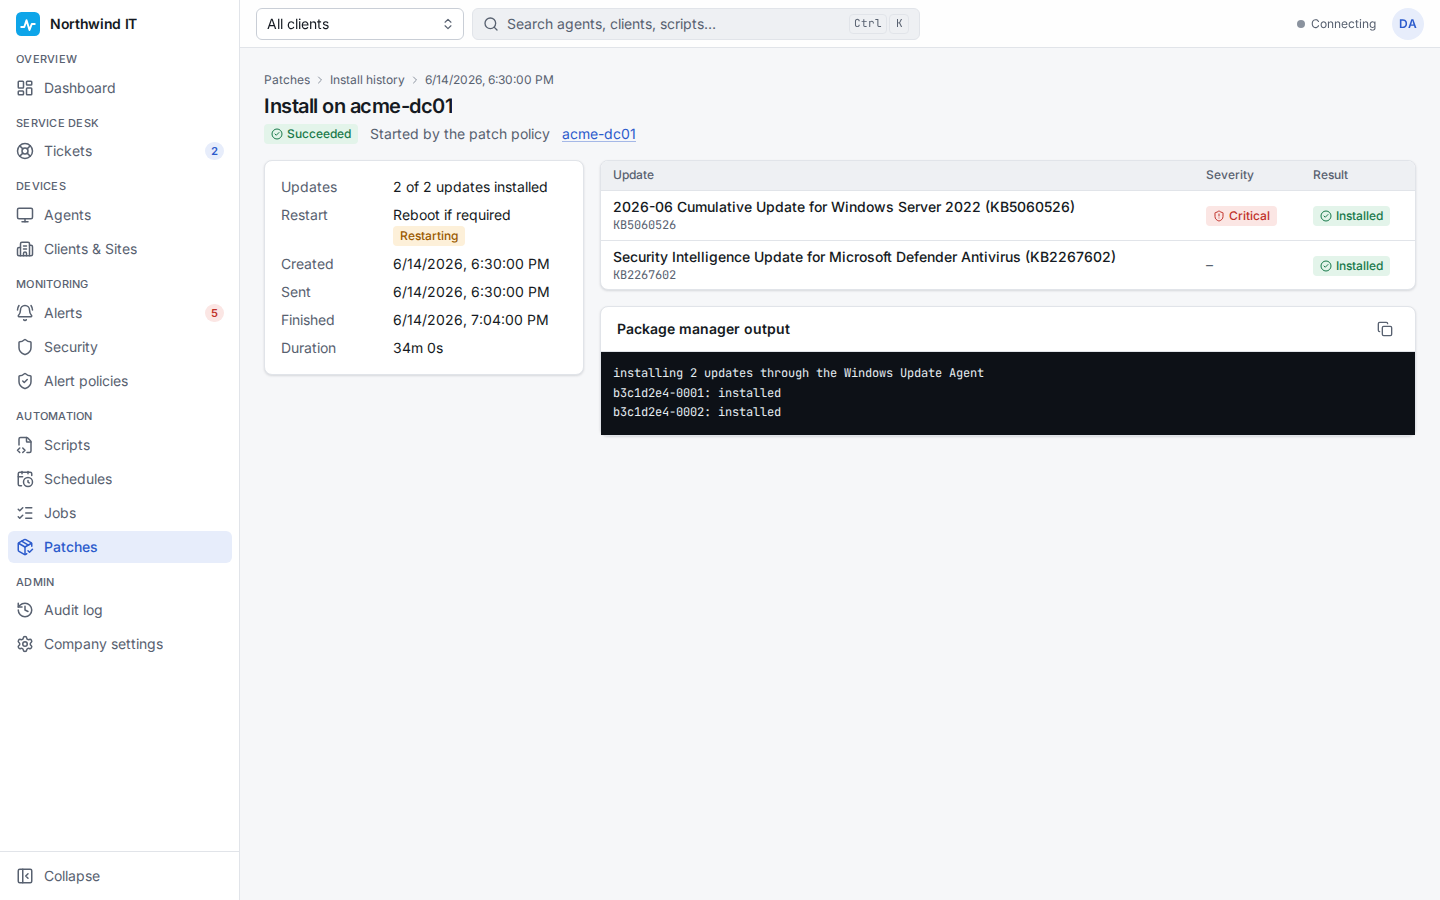 Northwind IT
OVERVIEW
Dashboard
SERVICE DESK
Tickets 2
DEVICES
Agents
Clients & Sites
MONITORING
Alerts 5
Security
Alert policies
AUTOMATION
Scripts
Schedules
Jobs
Patches
ADMIN
Audit log
Company settings
Collapse
All clients
Search agents, clients, scripts... Ctrl K
Connecting
DA
Patches > Install history > 6/14/2026, 6:30:00 PM
Install on acme-dc01
Succeeded Started by the patch policy acme-dc01
Updates 2 of 2 updates installed
Restart Reboot if required
Restarting
Created 6/14/2026, 6:30:00 PM
Sent 6/14/2026, 6:30:00 PM
Finished 6/14/2026, 7:04:00 PM
Duration 34m 0s
Update Severity Result
2026-06 Cumulative Update for Windows Server 2022 (KB5060526) Critical Installed
KB5060526
Security Intelligence Update for Microsoft Defender Antivirus (KB2267602) – Installed
KB2267602
Package manager output
installing 2 updates through the Windows Update Agent
b3c1d2e4-0001: installed
b3c1d2e4-0002: installed